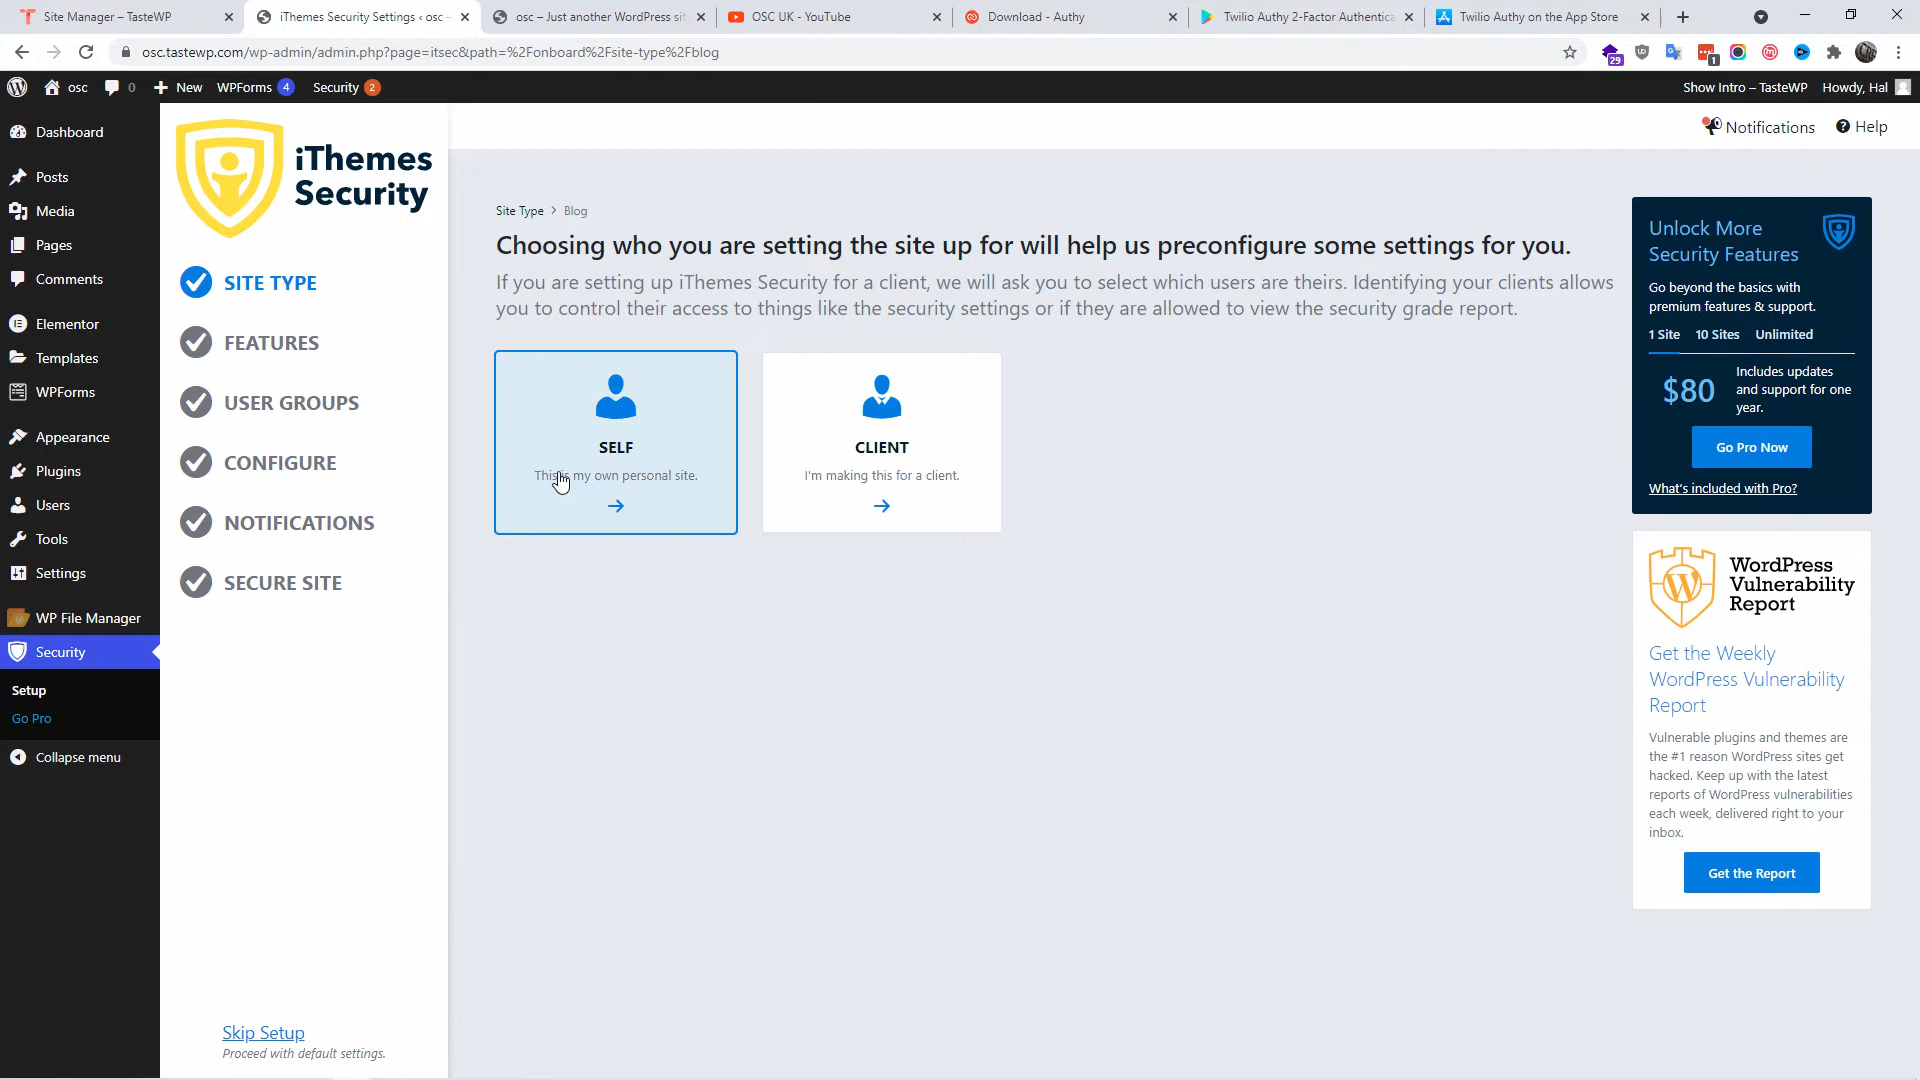 Site Manager – TasteWP
iThemes Security Settings ‹ osc –
osc – Just another WordPress sit
OSC UK - YouTube
Download - Authy
Twilio Authy 2-Factor Authentica
Twilio Authy on the App Store
osc.tastewp.com/wp-admin/admin.php?page=itsec&path=%2Fonboard%2Fsite-type%2Fblog
29
1
osc
0
New
WPForms 4
Security 2
Show Intro – TasteWP
Howdy, Hal
Dashboard
Posts
Media
Pages
Comments
Elementor
Templates
WPForms
Appearance
Plugins
Users
Tools
Settings
WP File Manager
Security
Setup
Go Pro
Collapse menu
iThemes
Security
SITE TYPE
FEATURES
USER GROUPS
CONFIGURE
NOTIFICATIONS
SECURE SITE
Skip Setup
Proceed with default settings.
Notifications
Help
Site Type > Blog
Choosing who you are setting the site up for will help us preconfigure some settings for you.
If you are setting up iThemes Security for a client, we will ask you to select which users are theirs. Identifying your clients allows
you to control their access to things like the security settings or if they are allowed to view the security grade report.
SELF
This is my own personal site.
CLIENT
I'm making this for a client.
Unlock More
Security Features
Go beyond the basics with
premium features & support.
1 Site 10 Sites Unlimited
$80
Includes updates
and support for one
year.
Go Pro Now
What's included with Pro?
WordPress
Vulnerability
Report
Get the Weekly
WordPress Vulnerability
Report
Vulnerable plugins and themes are
the #1 reason WordPress sites get
hacked. Keep up with the latest
reports of WordPress vulnerabilities
each week, delivered right to your
inbox.
Get the Report